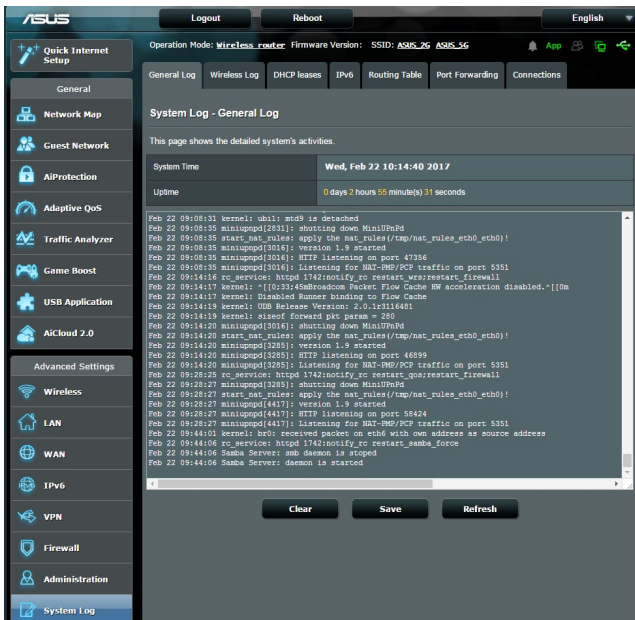 ASUS
Logout
Reboot
English
Quick Internet
Setup
Operation Mode: Wireless router Firmware Version: SSID: ASUS_2G ASUS_5G
App
General Log
Wireless Log
DHCP leases
IPv6
Routing Table
Port Forwarding
Connections
General
Network Map
Guest Network
AiProtection
Adaptive QoS
Traffic Analyzer
Game Boost
USB Application
AiCloud 2.0
Advanced Settings
Wireless
LAN
WAN
IPv6
VPN
Firewall
Administration
System Log
System Log - General Log
This page shows the detailed system's activities.
System Time
Wed, Feb 22 10:14:40 2017
Uptime
0 days 2 hours 55 minute(s) 31 seconds
Feb 22 09:08:31 kernel: ubi1: mtd9 is detached
Feb 22 09:08:35 miniupnpd[2831]: shutting down MiniUPnPd
Feb 22 09:08:35 start_nat_rules: apply the nat_rules(/tmp/nat_rules_eth0_eth0)!
Feb 22 09:08:35 miniupnpd[3016]: version 1.9 started
Feb 22 09:08:35 miniupnpd[3016]: HTTP listening on port 47356
Feb 22 09:08:35 miniupnpd[3016]: Listening for NAT-PMP/PCP traffic on port 5351
Feb 22 09:14:16 rc_service: httpd 1742:notify_rc restart_wrs;restart_firewall
Feb 22 09:14:17 kernel: ^[[0;33;45mBroadcom Packet Flow Cache HW acceleration disabled.^[[0m
Feb 22 09:14:17 kernel: Disabled Runner binding to Flow Cache
Feb 22 09:14:19 kernel: UDB Release Version: 2.0.1r3116481
Feb 22 09:14:19 kernel: sizeof forward pkt param = 280
Feb 22 09:14:20 miniupnpd[3016]: shutting down MiniUPnPd
Feb 22 09:14:20 start_nat_rules: apply the nat_rules(/tmp/nat_rules_eth0_eth0)!
Feb 22 09:14:20 miniupnpd[3285]: version 1.9 started
Feb 22 09:14:20 miniupnpd[3285]: HTTP listening on port 46899
Feb 22 09:14:20 miniupnpd[3285]: Listening for NAT-PMP/PCP traffic on port 5351
Feb 22 09:28:25 rc_service: httpd 1742:notify_rc restart_qos;restart_firewall
Feb 22 09:28:27 miniupnpd[3285]: shutting down MiniUPnPd
Feb 22 09:28:27 start_nat_rules: apply the nat_rules(/tmp/nat_rules_eth0_eth0)!
Feb 22 09:28:27 miniupnpd[4417]: version 1.9 started
Feb 22 09:28:27 miniupnpd[4417]: HTTP listening on port 58424
Feb 22 09:28:27 miniupnpd[4417]: Listening for NAT-PMP/PCP traffic on port 5351
Feb 22 09:44:01 kernel: br0: received packet on eth6 with own address as source address
Feb 22 09:44:06 rc_service: httpd 1742:notify_rc restart_samba_force
Feb 22 09:44:06 Samba Server: smb daemon is stoped
Feb 22 09:44:06 Samba Server: daemon is started
Clear
Save
Refresh